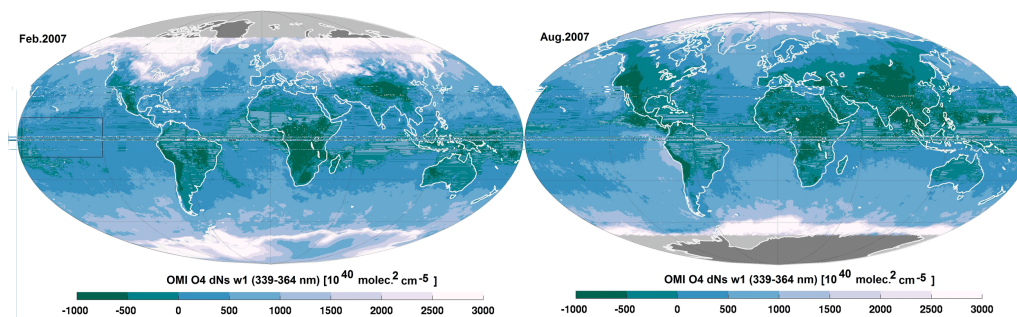 Feb.2007
OMI O4 dNs w1 (339-364 nm) [10^40 molec.^2 cm^-5 ]
-1000 -500 0 500 1000 1500 2000 2500 3000
Aug.2007
OMI O4 dNs w1 (339-364 nm) [10^40 molec.^2 cm^-5 ]
-1000 -500 0 500 1000 1500 2000 2500 3000